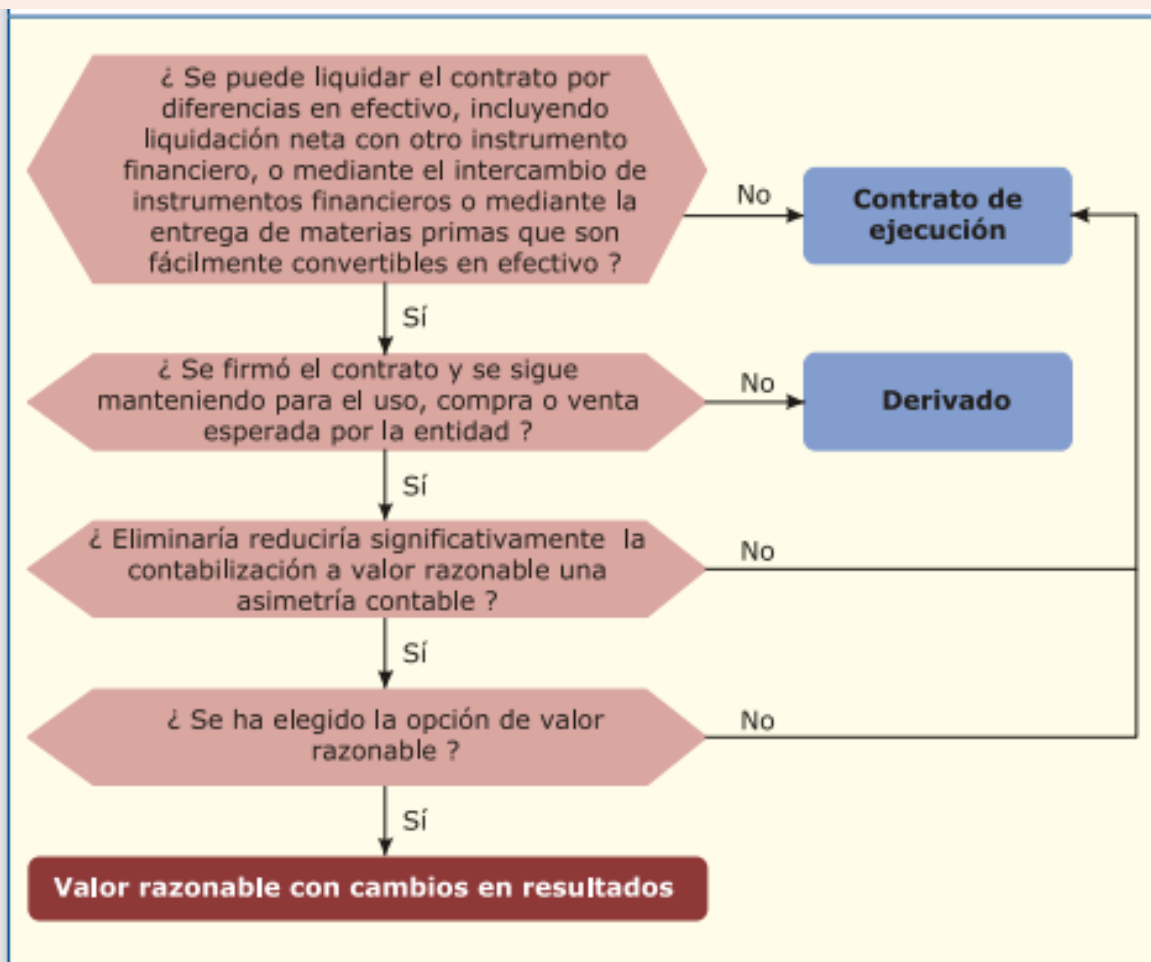 ¿ Se puede liquidar el contrato por
diferencias en efectivo, incluyendo
liquidación neta con otro instrumento
financiero, o mediante el intercambio de
instrumentos financieros o mediante la
entrega de materias primas que son
fácilmente convertibles en efectivo ?
No
Contrato de
ejecución
Sí
¿ Se firmó el contrato y se sigue
manteniendo para el uso, compra o venta
esperada por la entidad ?
No
Derivado
Sí
¿ Eliminaría reduciría significativamente la
contabilización a valor razonable una
asimetría contable ?
No
Sí
¿ Se ha elegido la opción de valor
razonable ?
No
Sí
Valor razonable con cambios en resultados